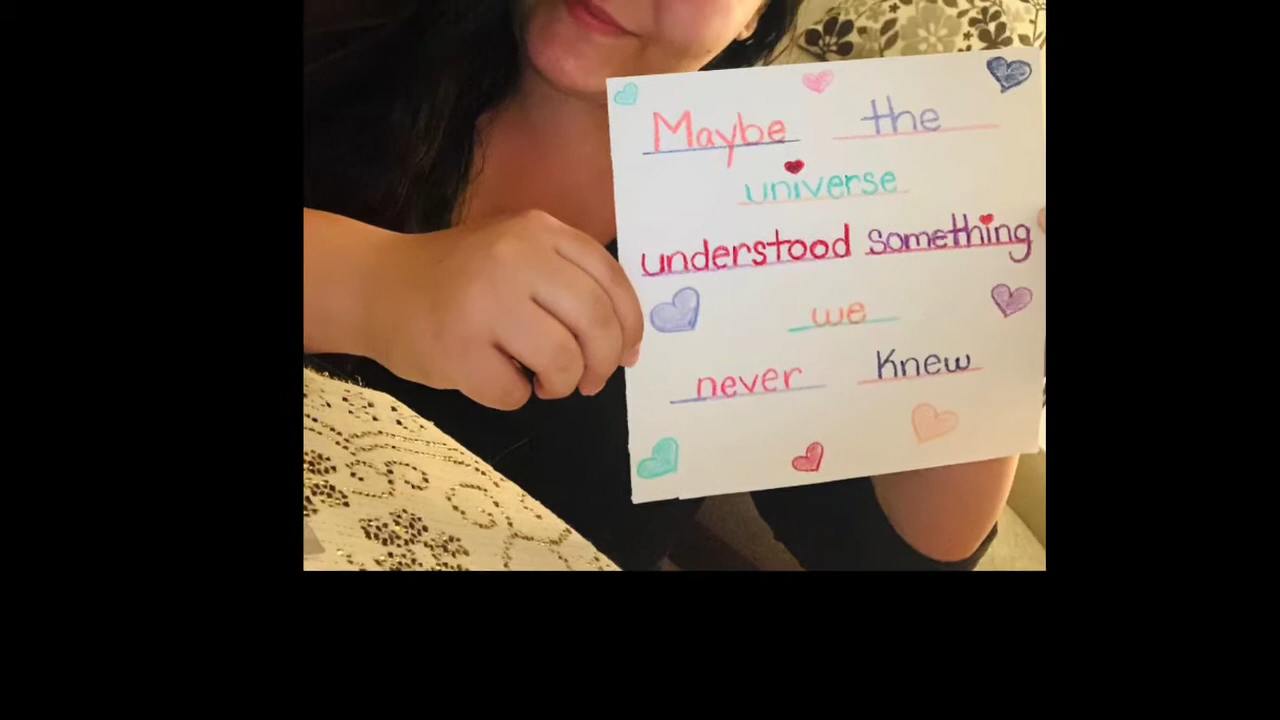 Maybe the
universe
understood something
we
never Knew